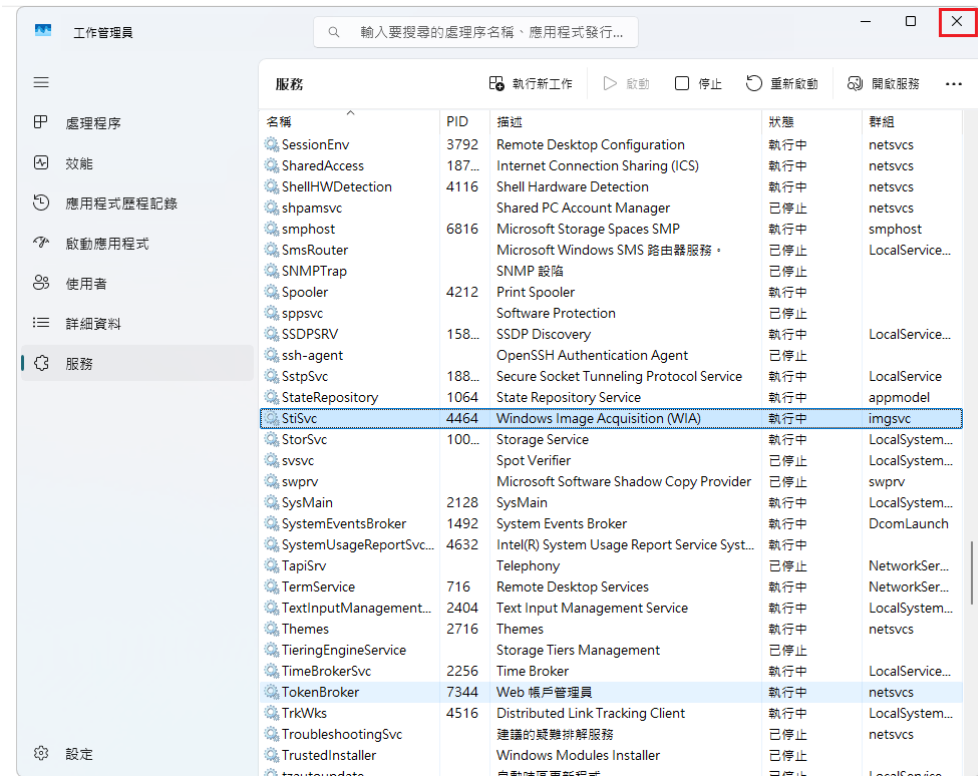 工作管理員
輸入要搜尋的處理序名稱、應用程式發行...
服務 執行新工作 啟動 停止 重新啟動 開啟服務 ...
處理程序
效能
應用程式歷程記錄
啟動應用程式
使用者
詳細資料
服務
設定
名稱 PID 描述 狀態 群組
SessionEnv 3792 Remote Desktop Configuration 執行中 netsvcs
SharedAccess 187... Internet Connection Sharing (ICS) 執行中 netsvcs
ShellHWDetection 4116 Shell Hardware Detection 執行中 netsvcs
shpamsvc Shared PC Account Manager 已停止 netsvcs
smphost 6816 Microsoft Storage Spaces SMP 執行中 smphost
SmsRouter Microsoft Windows SMS 路由器服務。 已停止 LocalService...
SNMPTrap SNMP 設陷 已停止
Spooler 4212 Print Spooler 執行中
sppsvc Software Protection 已停止
SSDPSRV 158... SSDP Discovery 執行中 LocalService...
ssh-agent OpenSSH Authentication Agent 已停止
SstpSvc 188... Secure Socket Tunneling Protocol Service 執行中 LocalService
StateRepository 1064 State Repository Service 執行中 appmodel
StiSvc 4464 Windows Image Acquisition (WIA) 執行中 imgsvc
StorSvc 100... Storage Service 執行中 LocalSystem...
svsvc Spot Verifier 已停止 LocalSystem...
swprv Microsoft Software Shadow Copy Provider 已停止 swprv
SysMain 2128 SysMain 執行中 LocalSystem...
SystemEventsBroker 1492 System Events Broker 執行中 DcomLaunch
SystemUsageReportSvc... 4632 Intel(R) System Usage Report Service Syst... 執行中
TapiSrv Telephony 已停止 NetworkSer...
TermService 716 Remote Desktop Services 執行中 NetworkSer...
TextInputManagement... 2404 Text Input Management Service 執行中 LocalSystem...
Themes 2716 Themes 執行中 netsvcs
TieringEngineService Storage Tiers Management 已停止
TimeBrokerSvc 2256 Time Broker 執行中 LocalService...
TokenBroker 7344 Web 帳戶管理員 執行中 netsvcs
TrkWks 4516 Distributed Link Tracking Client 執行中 LocalSystem...
TroubleshootingSvc 建議的疑難排解服務 已停止 netsvcs
TrustedInstaller Windows Modules Installer 已停止